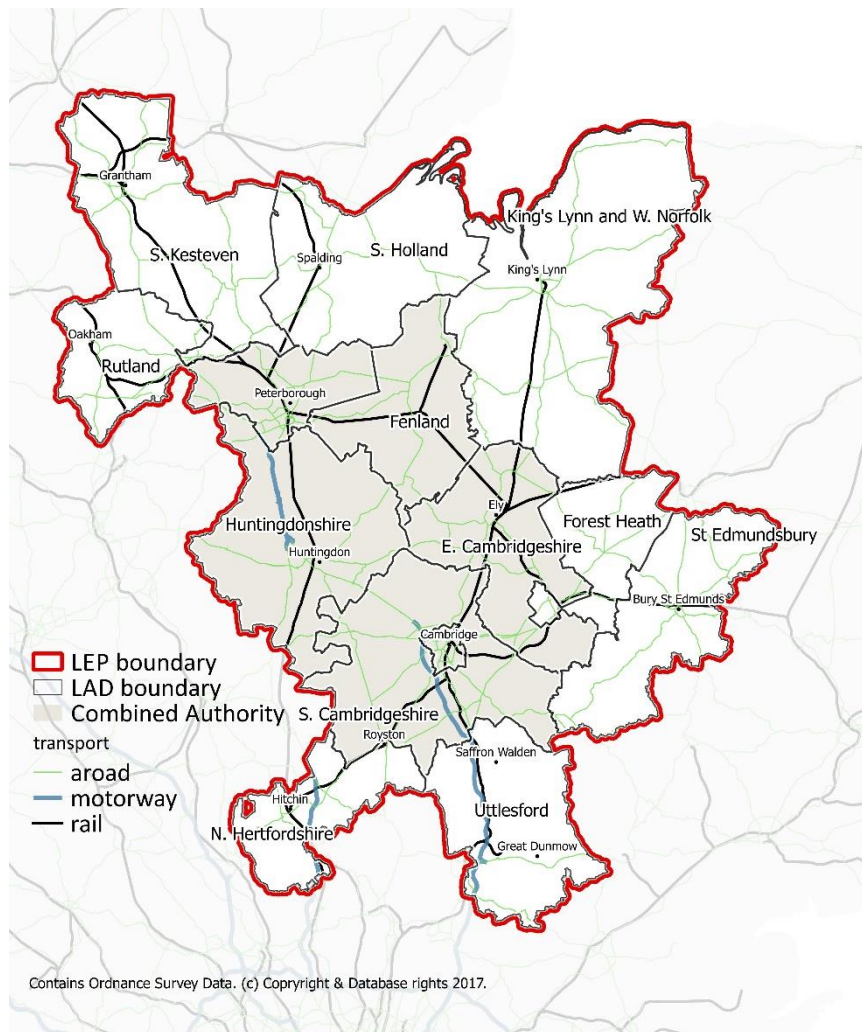 Grantham
King's Lynn and W. Norfolk
S. Kesteven
S. Holland
Spalding
King's Lynn
Oakham
Rutland
Peterborough
Fenland
Ely
Huntingdonshire
Forest Heath
St Edmundsbury
Huntingdon
E. Cambridgeshire
Bury St Edmunds
Cambridge
LEP boundary
LAD boundary
Combined Authority
S. Cambridgeshire
Royston
transport
aroad
motorway
rail
Saffron Walden
Hitchin
Uttlesford
N. Hertfordshire
Great Dunmow
Contains Ordnance Survey Data. (c) Copryright & Database rights 2017.